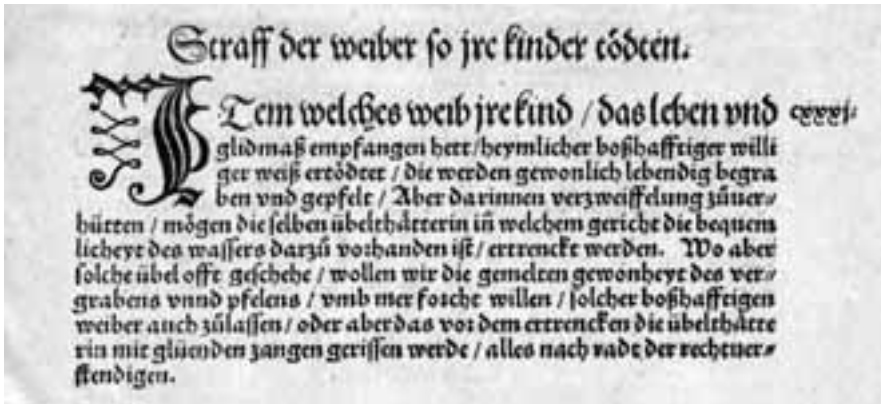 Straff der weiber so jre kinder tödten.
ITem welches weib jre kind / das leben vnd cxxxj.
glidmaß empfangen hett / heymlicher boßhafftiger willi
ger weiß ertödtet / die werden gewonlich lebendig begra
ben vnd gepfelt / Aber darinnen verzweiffelung zůuer⸗
hütten / mögen die selben übelthätterin inn welchem gericht die bequem
licheyt des wassers darzů vorhanden ist / ertrenckt werden. Wo aber
solche übel offt geschehe / wollen wir die gemelten gewonheyt des ver⸗
grabens vnnd pfelens / vmb mer forcht willen / solcher boßhafftigen
weiber auch zůlassen / oder aber das vor dem ertrencken die übelthätte
rin mit glüenden zangen gerissen werde / alles nach radt der rechtuer⸗
stendigen.